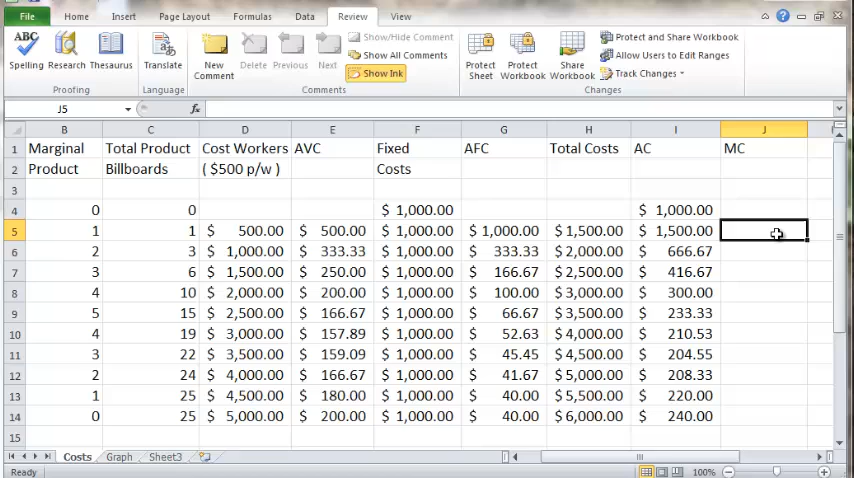 File Home Insert Page Layout Formulas Data Review View
ABC
Spelling Research Thesaurus Translate New Comment Delete Previous Next
Show/Hide Comment
Show All Comments
Show Ink
Protect Sheet Protect Workbook Share Workbook
Protect and Share Workbook
Allow Users to Edit Ranges
Track Changes
Proofing Language Comments Changes
J5 fx
B C D E F G H I J
1 Marginal Total Product Cost Workers AVC Fixed AFC Total Costs AC MC
2 Product Billboards ( $500 p/w ) Costs
3
4 0 0 $ 1,000.00 $ 1,000.00
5 1 1 $ 500.00 $ 500.00 $ 1,000.00 $ 1,000.00 $ 1,500.00 $ 1,500.00
6 2 3 $ 1,000.00 $ 333.33 $ 1,000.00 $ 333.33 $ 2,000.00 $ 666.67
7 3 6 $ 1,500.00 $ 250.00 $ 1,000.00 $ 166.67 $ 2,500.00 $ 416.67
8 4 10 $ 2,000.00 $ 200.00 $ 1,000.00 $ 100.00 $ 3,000.00 $ 300.00
9 5 15 $ 2,500.00 $ 166.67 $ 1,000.00 $ 66.67 $ 3,500.00 $ 233.33
10 4 19 $ 3,000.00 $ 157.89 $ 1,000.00 $ 52.63 $ 4,000.00 $ 210.53
11 3 22 $ 3,500.00 $ 159.09 $ 1,000.00 $ 45.45 $ 4,500.00 $ 204.55
12 2 24 $ 4,000.00 $ 166.67 $ 1,000.00 $ 41.67 $ 5,000.00 $ 208.33
13 1 25 $ 4,500.00 $ 180.00 $ 1,000.00 $ 40.00 $ 5,500.00 $ 220.00
14 0 25 $ 5,000.00 $ 200.00 $ 1,000.00 $ 40.00 $ 6,000.00 $ 240.00
15
Costs Graph Sheet3
Ready 100%